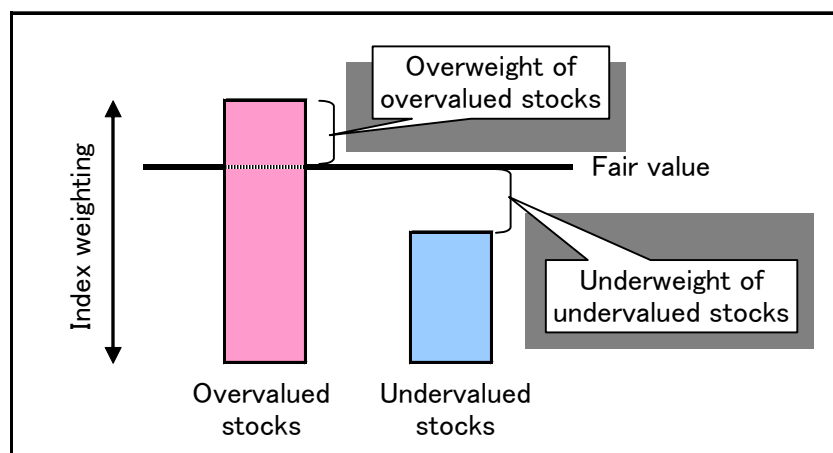 Overweight of
overvalued stocks
Fair value
Index weighting
Underweight of
undervalued stocks
Overvalued
stocks
Undervalued
stocks